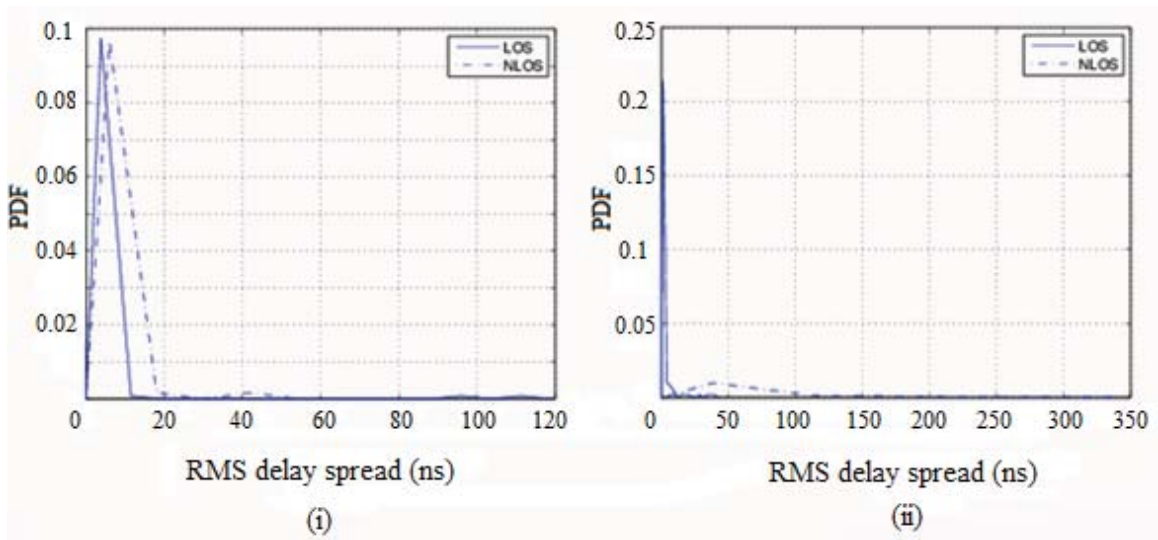 0.1
0.08
0.06
0.04
0.02
PDF
LOS
NLOS
0 20 40 60 80 100 120
RMS delay spread (ns)
(i)
0.25
0.2
0.15
0.1
0.05
PDF
LOS
NLOS
0 50 100 150 200 250 300 350
RMS delay spread (ns)
(ii)